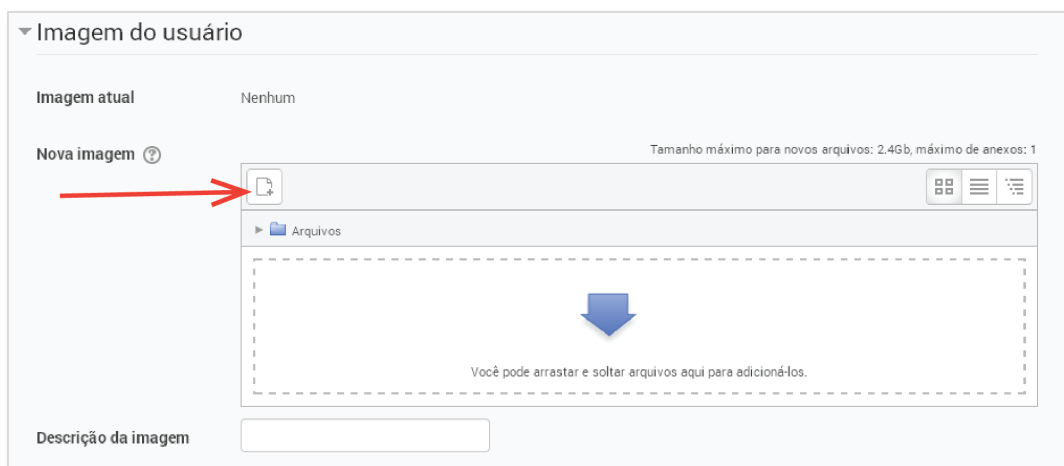 Imagem do usuário
Imagem atual
Nenhum
Nova imagem
Tamanho máximo para novos arquivos: 2.4Gb, máximo de anexos: 1
Arquivos
Você pode arrastar e soltar arquivos aqui para adicioná-los.
Descrição da imagem